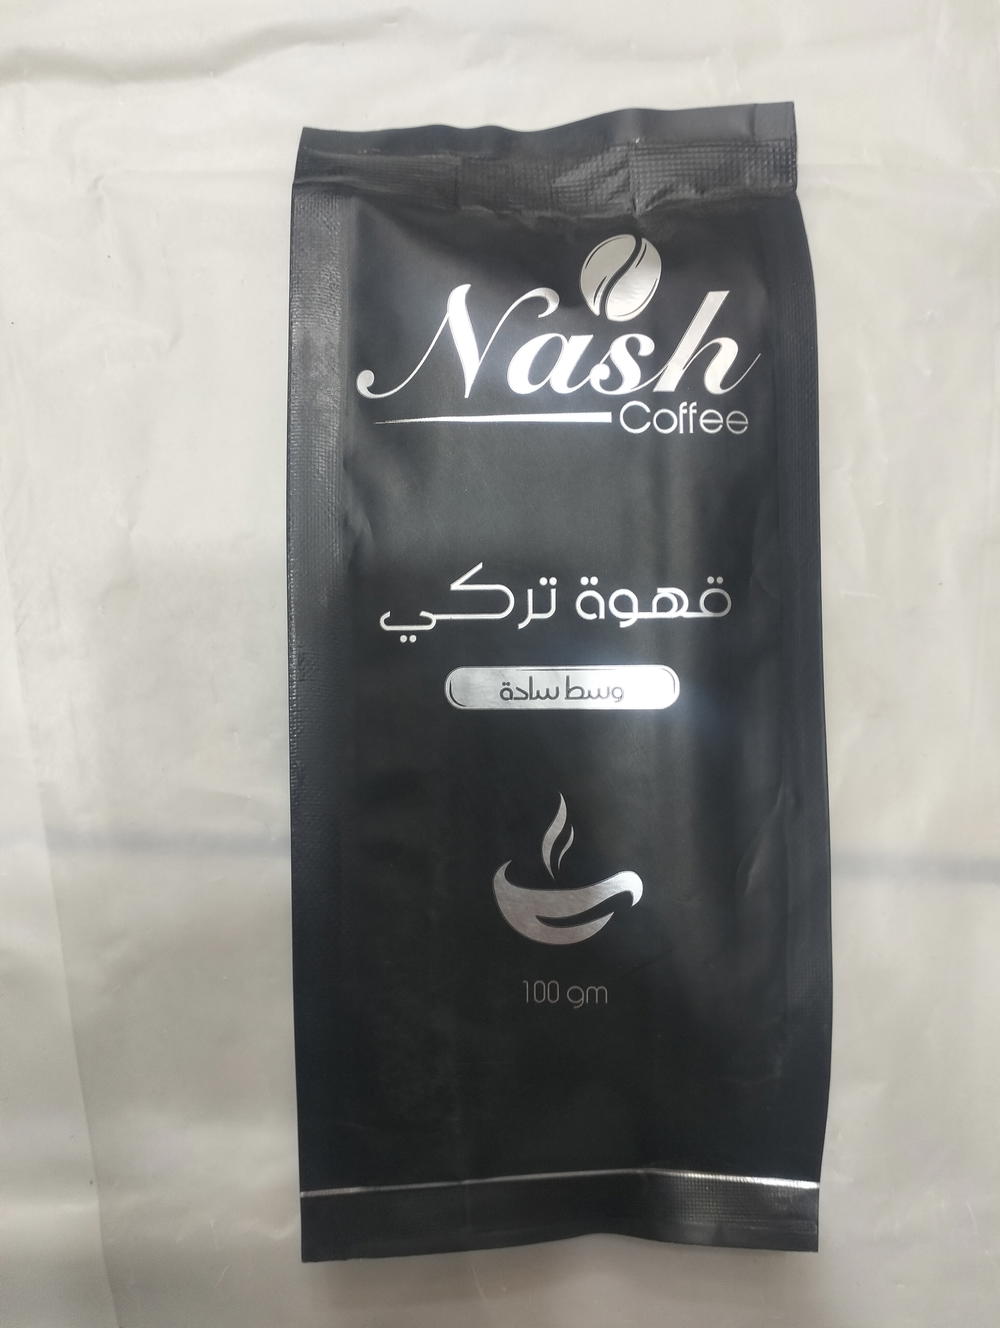 Nash
Coffee
قهوة تركي
وسط سادة
100 gm